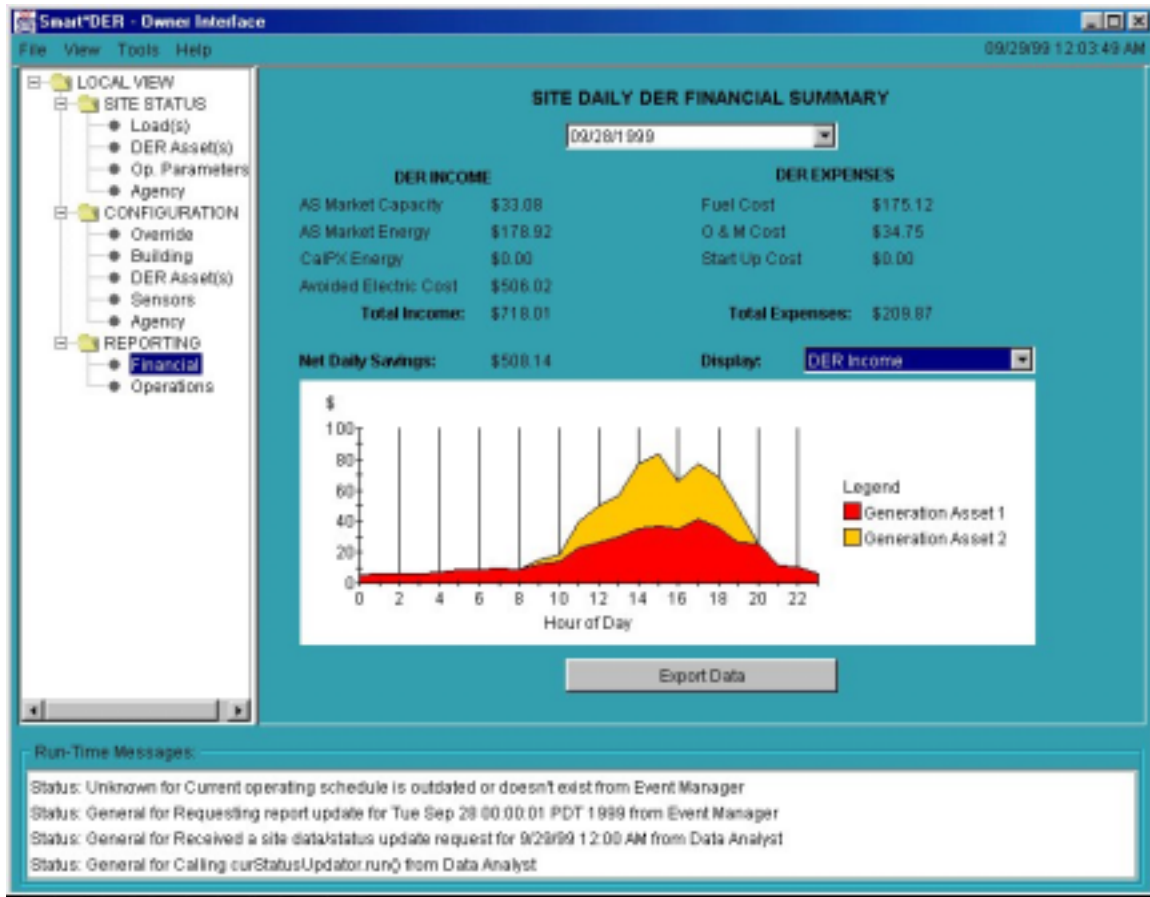 Smart*DER - Owner Interface
File View Tools Help
09/29/99 12:03:49 AM
LOCAL VIEW
SITE STATUS
Load(s)
DER Asset(s)
Op. Parameters
Agency
CONFIGURATION
Override
Building
DER Asset(s)
Sensors
Agency
REPORTING
Financial
Operations
SITE DAILY DER FINANCIAL SUMMARY
09/28/1999
DER INCOME
AS Market Capacity $33.08
AS Market Energy $178.92
CalPX Energy $0.00
Avoided Electric Cost $506.02
Total Income: $718.01
DER EXPENSES
Fuel Cost $175.12
O & M Cost $34.75
Start Up Cost $0.00
Total Expenses: $209.87
Net Daily Savings: $508.14
Display: DER Income
$
100
80
60
40
20
0
0 2 4 6 8 10 12 14 16 18 20 22
Hour of Day
Legend
Generation Asset 1
Generation Asset 2
Export Data
Run-Time Messages:
Status: Unknown for Current operating schedule is outdated or doesn't exist from Event Manager
Status: General for Requesting report update for Tue Sep 28 00:00:01 PDT 1999 from Event Manager
Status: General for Received a site data/status update request for 9/29/99 12:00 AM from Data Analyst
Status: General for Calling curStatusUpdator.run() from Data Analyst